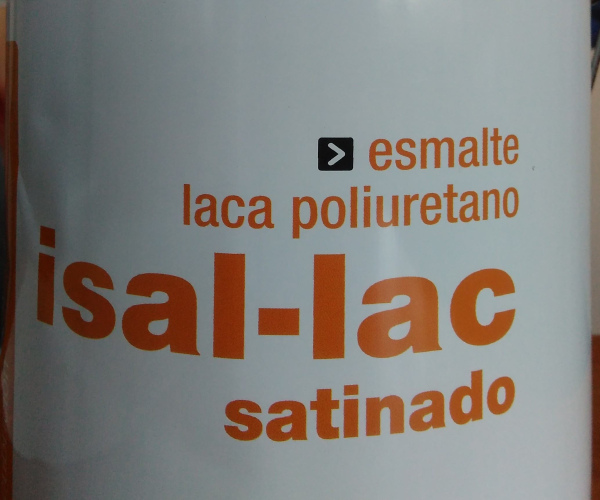 esmalte
laca poliuretano
isal-lac
satinado